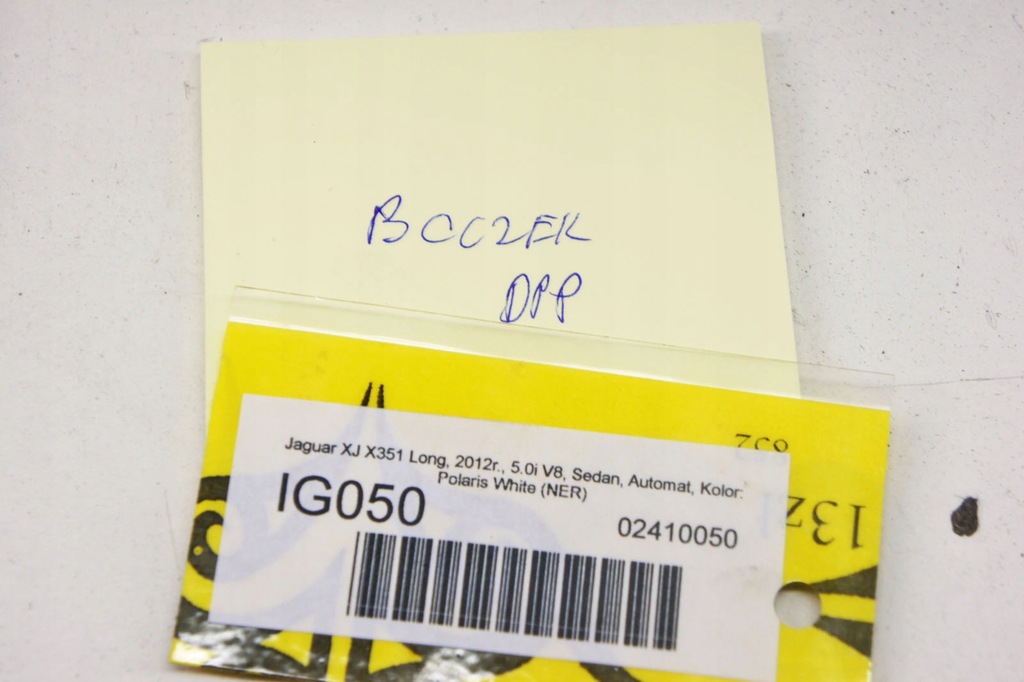 BOCZEK
DPP
Jaguar XJ X351 Long, 2012r., 5.0i V8, Sedan, Automat, Kolor:
Polaris White (NER)
IG050
02410050